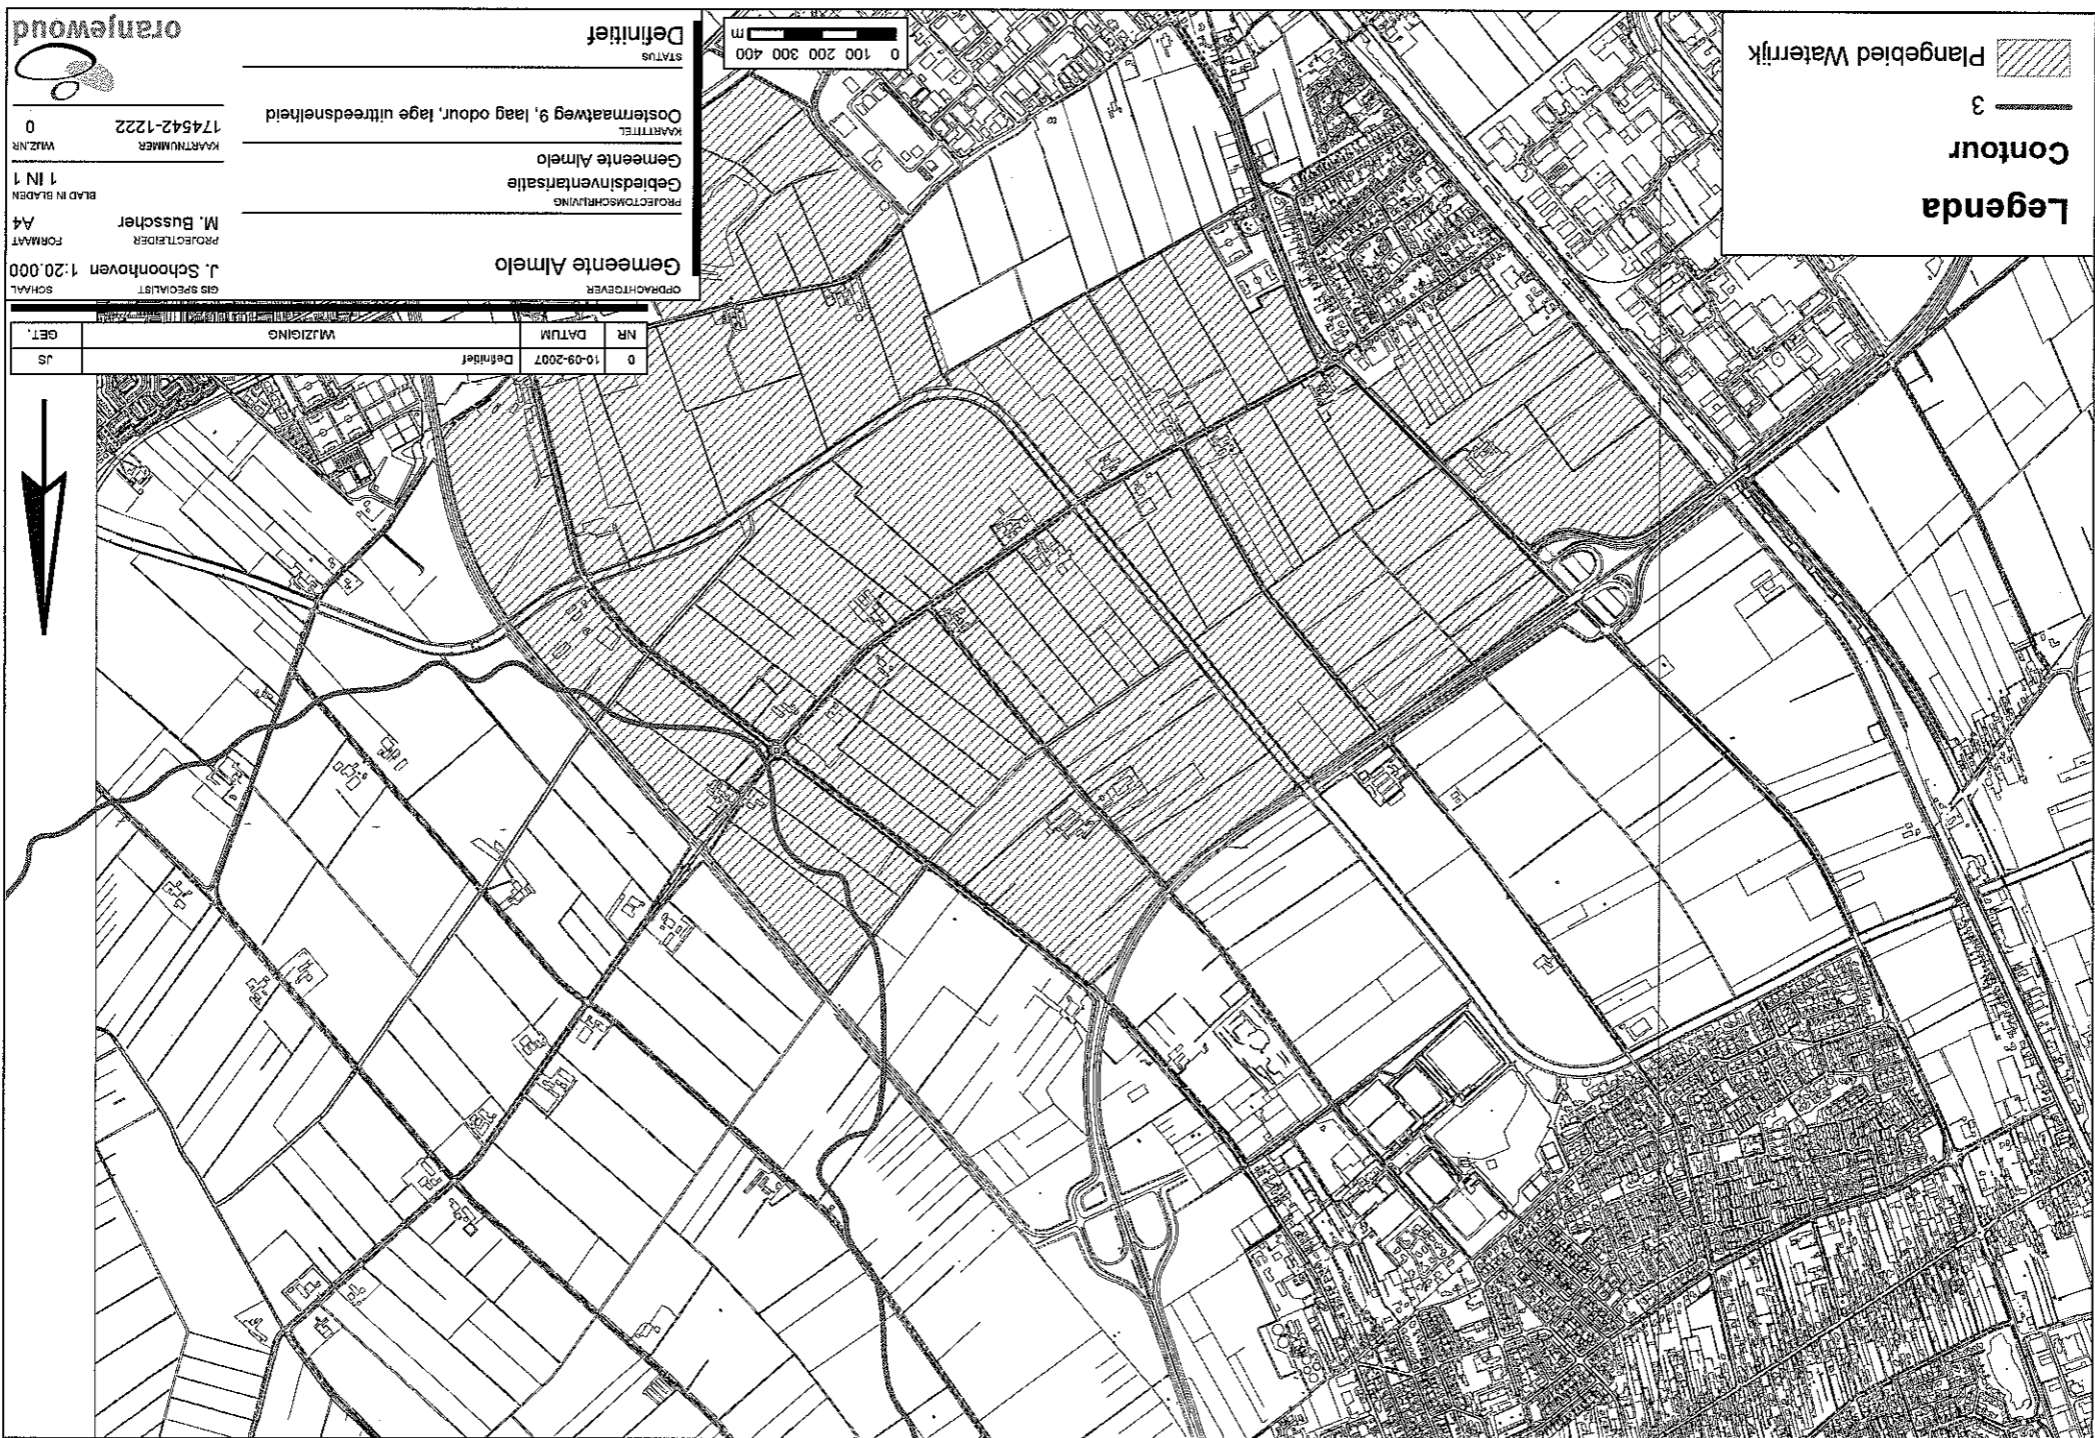 Legenda
Contour
3
Plangebied Waterrijk
0 100 200 300 400
m
NR DATUM WIJZIGING GET.
0 10-09-2007 Definitief JS
OPDRACHTGEVER
Gemeente Almelo
PROJECTOMSCHRIJVING
Gebiedsinventarisatie
Gemeente Almelo
KAARTTITEL
Oostermaatweg 9, laag odour, lage uittreedsnelheid
STATUS
Definitief
GIS SPECIALIST SCHAAL
J. Schoonhoven 1:20.000
PROJECTLEIDER FORMAAT
M. Busscher A4
BLAD IN BLADEN
1 IN 1
KAARTNUMMER WIJZ.NR
174542-1222 0
oranjewoud